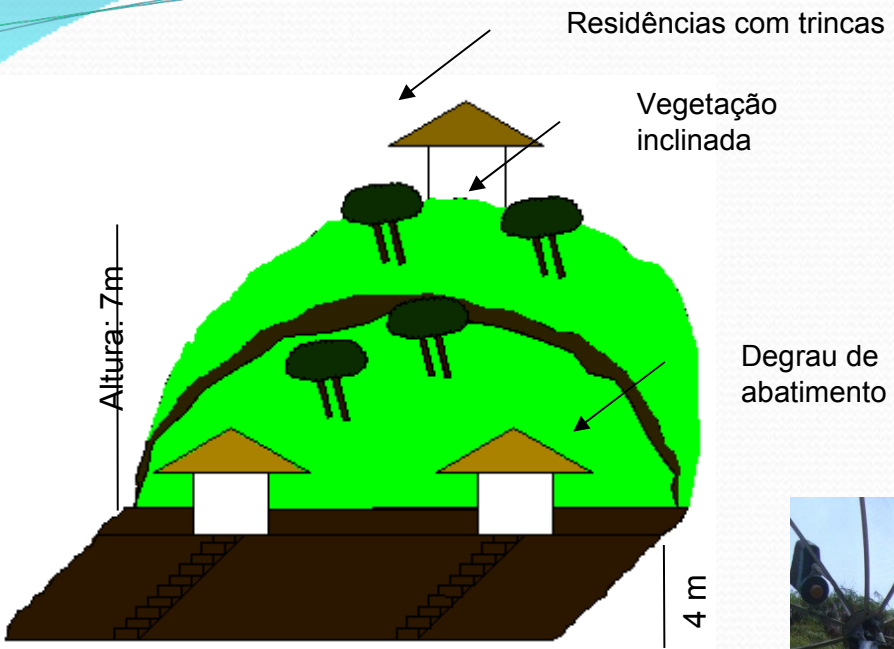 Residências com trincas
Vegetação
inclinada
Altura: 7m
Degrau de
abatimento
4 m